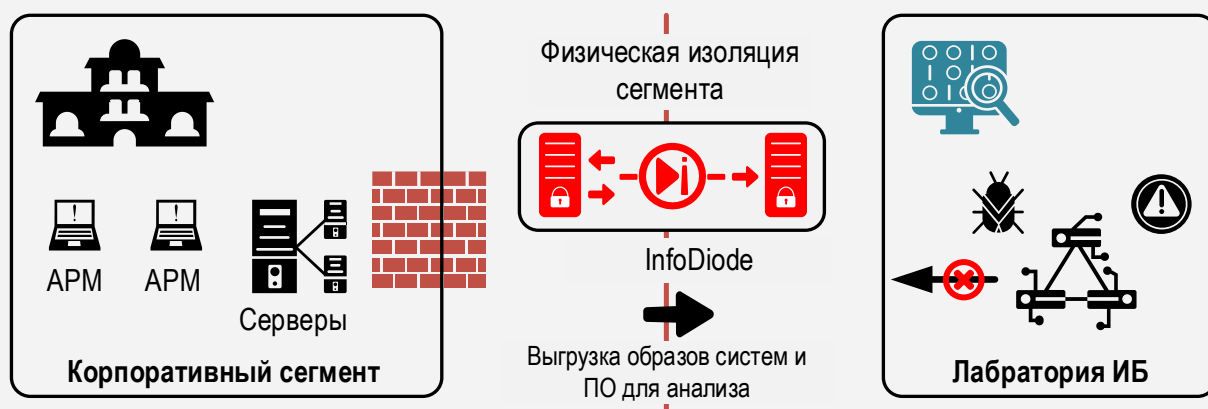 АРМ
АРМ
Серверы
Корпоративный сегмент
Физическая изоляция
сегмента
InfoDiode
Выгрузка образов систем и
ПО для анализа
Лабратория ИБ